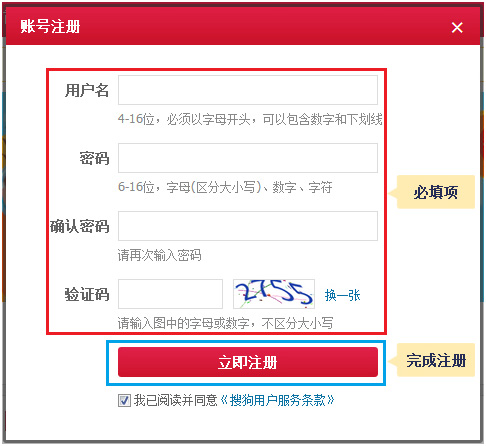 账号注册
用户名
4-16位，必须以字母开头，可以包含数字和下划线
密码
6-16位，字母(区分大小写)、数字、字符
必填项
确认密码
请再次输入密码
验证码
2755
换一张
请输入图中的字母或数字，不区分大小写
立即注册
完成注册
我已阅读并同意《搜狗用户服务条款》